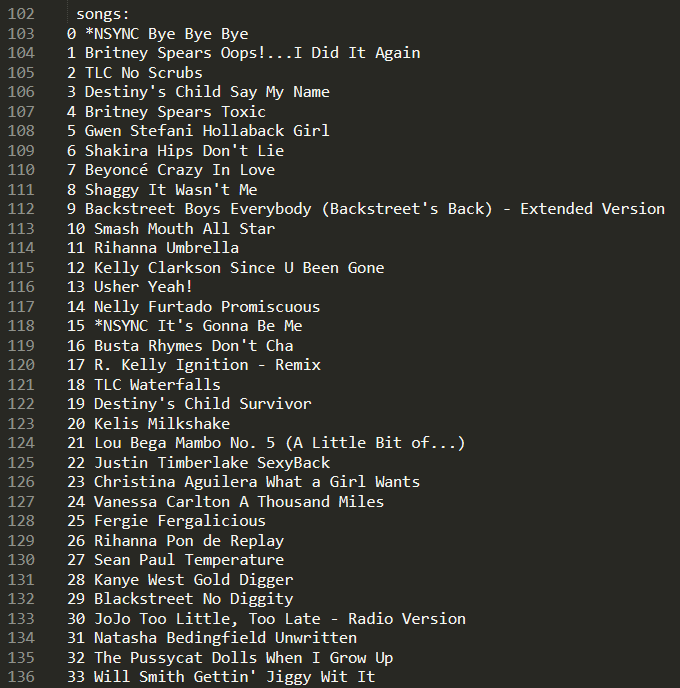 102 songs:
103 0 *NSYNC Bye Bye Bye
104 1 Britney Spears Oops!...I Did It Again
105 2 TLC No Scrubs
106 3 Destiny's Child Say My Name
107 4 Britney Spears Toxic
108 5 Gwen Stefani Hollaback Girl
109 6 Shakira Hips Don't Lie
110 7 Beyoncé Crazy In Love
111 8 Shaggy It Wasn't Me
112 9 Backstreet Boys Everybody (Backstreet's Back) - Extended Version
113 10 Smash Mouth All Star
114 11 Rihanna Umbrella
115 12 Kelly Clarkson Since U Been Gone
116 13 Usher Yeah!
117 14 Nelly Furtado Promiscuous
118 15 *NSYNC It's Gonna Be Me
119 16 Busta Rhymes Don't Cha
120 17 R. Kelly Ignition - Remix
121 18 TLC Waterfalls
122 19 Destiny's Child Survivor
123 20 Kelis Milkshake
124 21 Lou Bega Mambo No. 5 (A Little Bit of...)
125 22 Justin Timberlake SexyBack
126 23 Christina Aguilera What a Girl Wants
127 24 Vanessa Carlton A Thousand Miles
128 25 Fergie Fergalicious
129 26 Rihanna Pon de Replay
130 27 Sean Paul Temperature
131 28 Kanye West Gold Digger
132 29 Blackstreet No Diggity
133 30 JoJo Too Little, Too Late - Radio Version
134 31 Natasha Bedingfield Unwritten
135 32 The Pussycat Dolls When I Grow Up
136 33 Will Smith Gettin' Jiggy Wit It